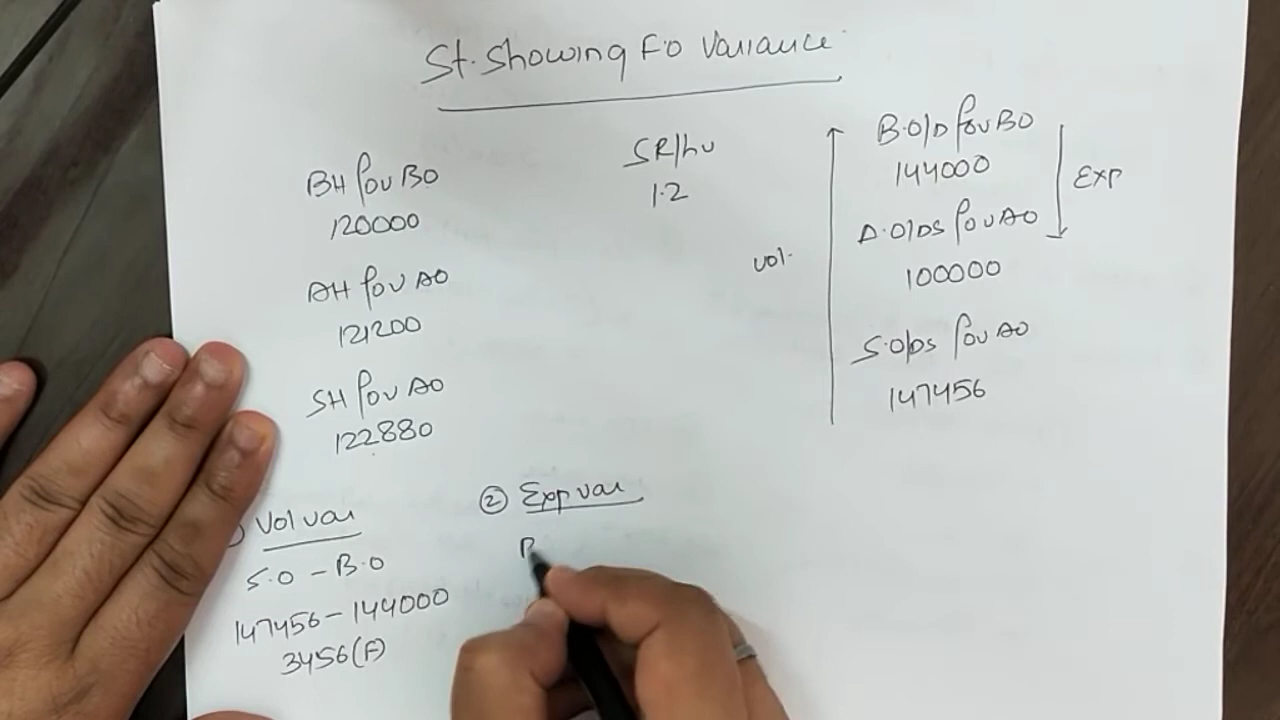 St. Showing FO Variance
BH for BO
120000
AH for AO
121200
SH for AO
122880
SR/hr
1.2
Vol.
B.O/D for BO
144000
A.O/Ds for AO
100000
S.O/Ds for AO
147456
Exp
) Vol var
S.O - B.O
147456 - 144000
3456 (F)
② Exp var
B